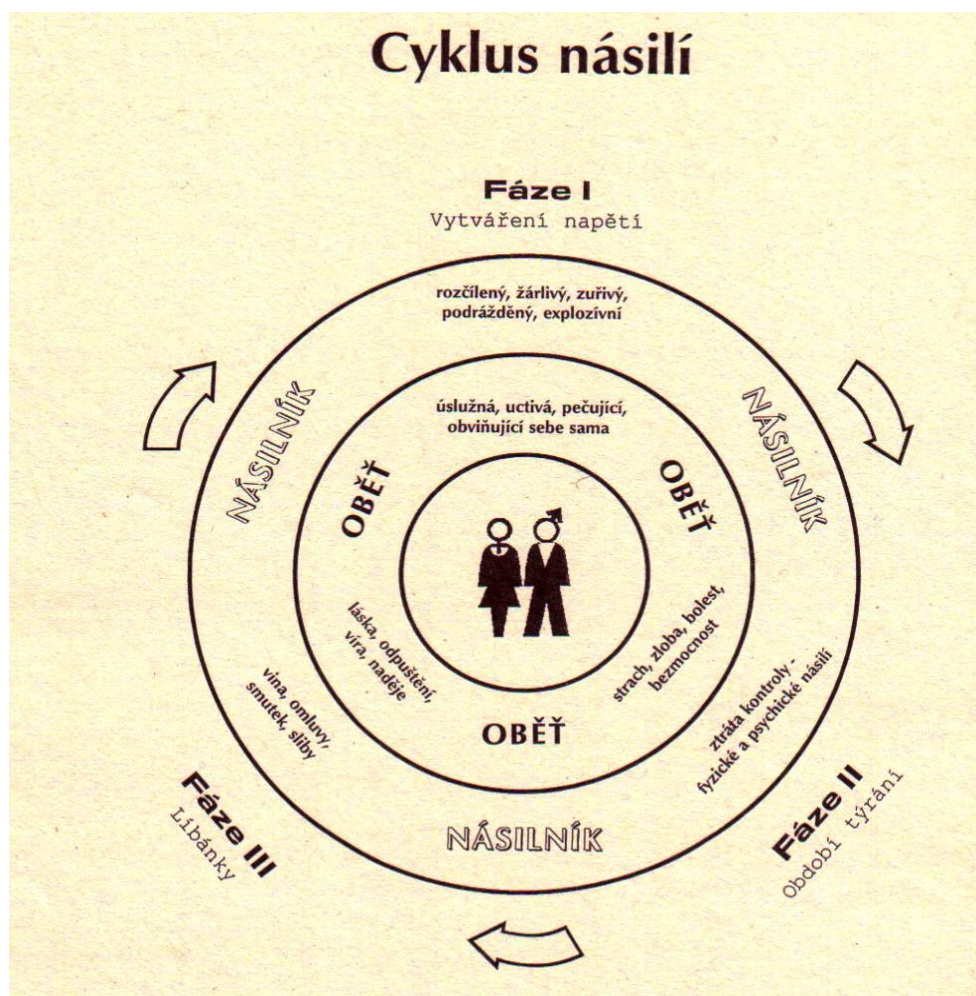 Cyklus násilí
Fáze I
Vytváření napětí
rozčílený, žárlivý, zuřivý,
podrážděný, explozívní
NÁSILNÍK
NÁSILNÍK
úslužná, uctivá, pečující,
obviňující sebe sama
OBĚŤ
OBĚŤ
láska, odpuštění,
víra, naděje
strach, zloba, bolest,
bezmocnost
vina, omluvy,
smutek, sliby
ztráta kontroly -
fyzické a psychické násilí
OBĚŤ
NÁSILNÍK
Fáze III
Líbánky
Fáze II
Období týrání